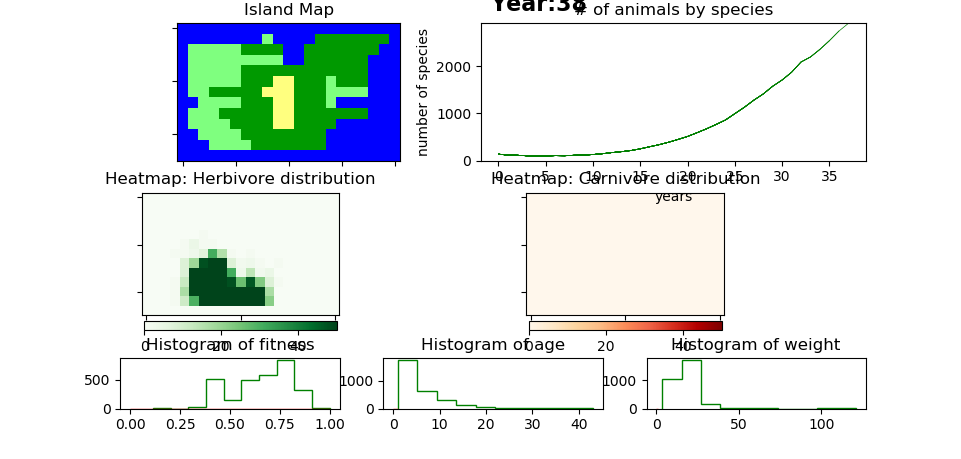 Year:38
Island Map
# of animals by species
number of species
2000
1000
0
0 5 10 15 20 25 30 35
years
Heatmap: Herbivore distribution
Heatmap: Carnivore distribution
0 20 40
0 20 40
Histogram of fitness
Histogram of age
Histogram of weight
500
0
0.00 0.25 0.50 0.75 1.00
1000
0
0 10 20 30 40
1000
0
0 50 100